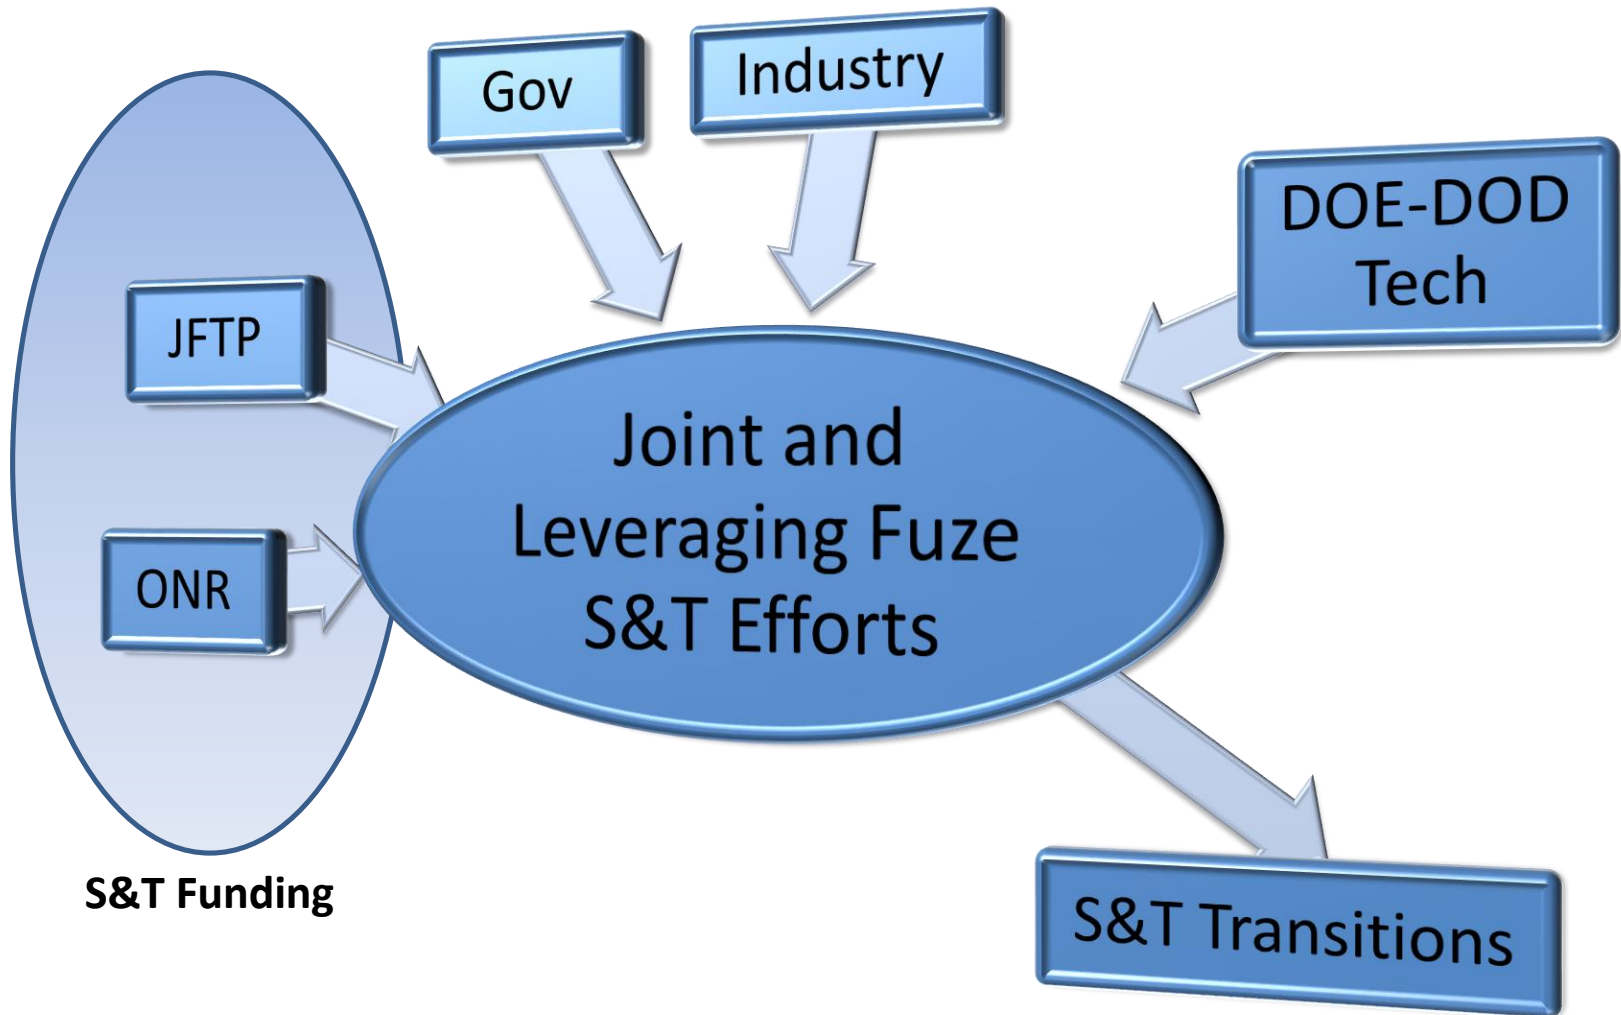 Gov
Industry
DOE-DOD
Tech
JFTP
Joint and
Leveraging Fuze
S&T Efforts
ONR
S&T Funding
S&T Transitions